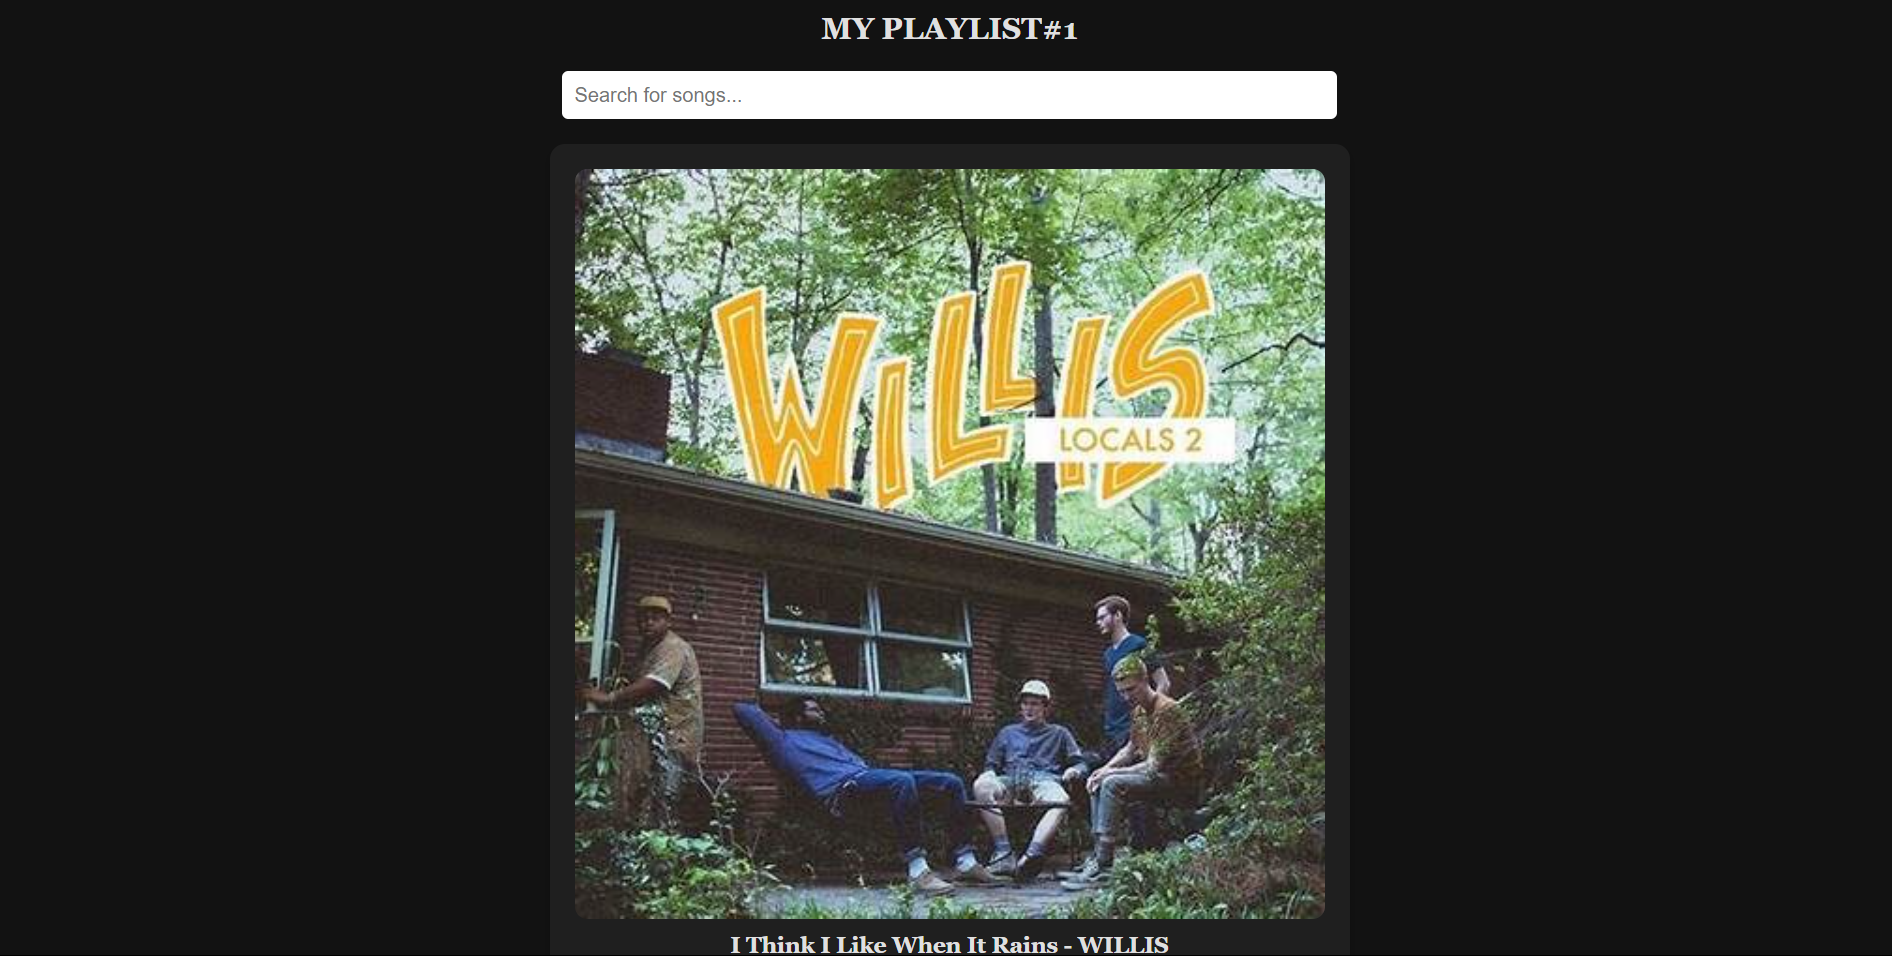 MY PLAYLIST#1
Search for songs...
WILLIS
LOCALS 2
I Think I Like When It Rains - WILLIS